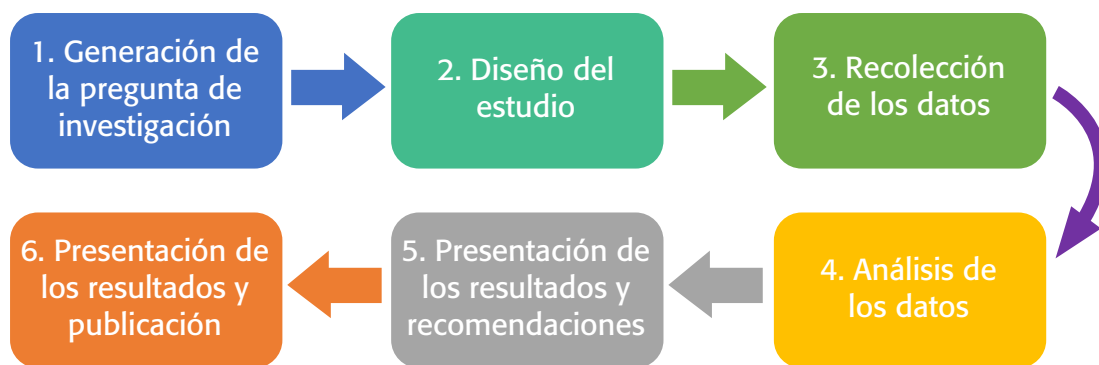 1. Generación de
la pregunta de
investigación
2. Diseño del
estudio
3. Recolección
de los datos
4. Análisis de
los datos
5. Presentación de
los resultados y
recomendaciones
6. Presentación de
los resultados y
publicación